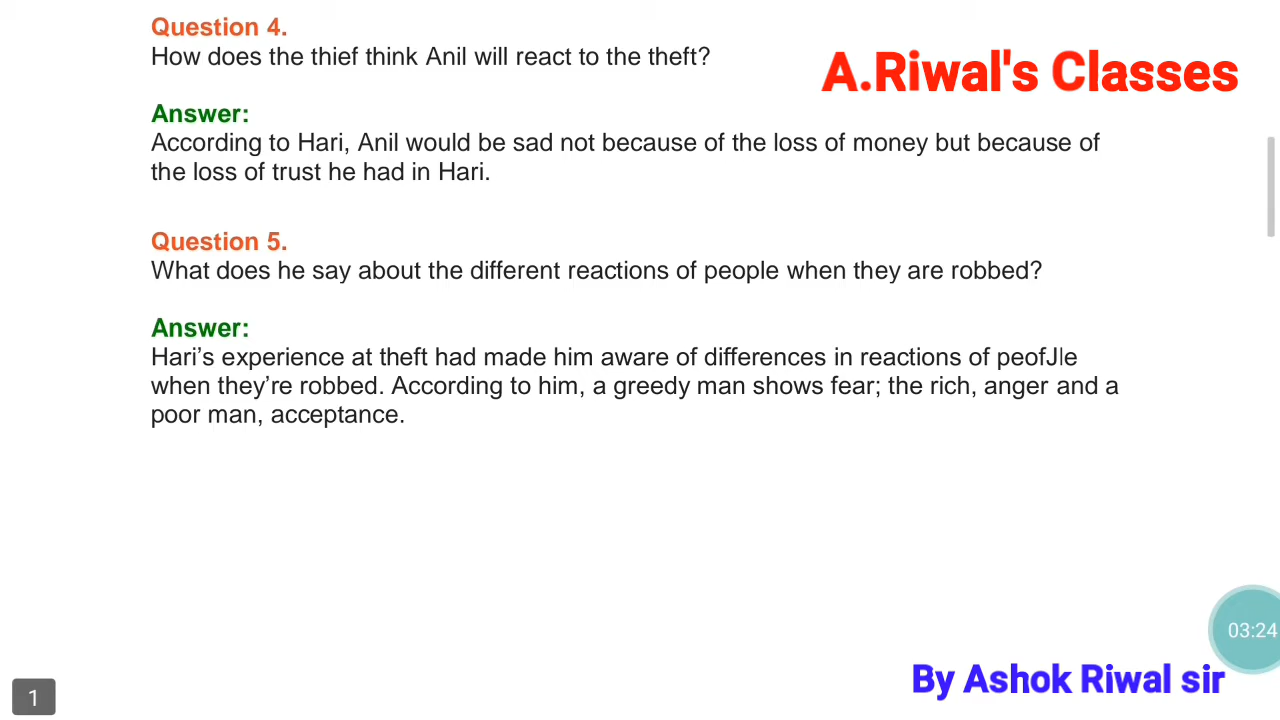 Question 4.
How does the thief think Anil will react to the theft?
A.Riwal's Classes
Answer:
According to Hari, Anil would be sad not because of the loss of money but because of
the loss of trust he had in Hari.
Question 5.
What does he say about the different reactions of people when they are robbed?
Answer:
Hari’s experience at theft had made him aware of differences in reactions of peofJle
when they’re robbed. According to him, a greedy man shows fear; the rich, anger and a
poor man, acceptance.
03:24
By Ashok Riwal sir
1